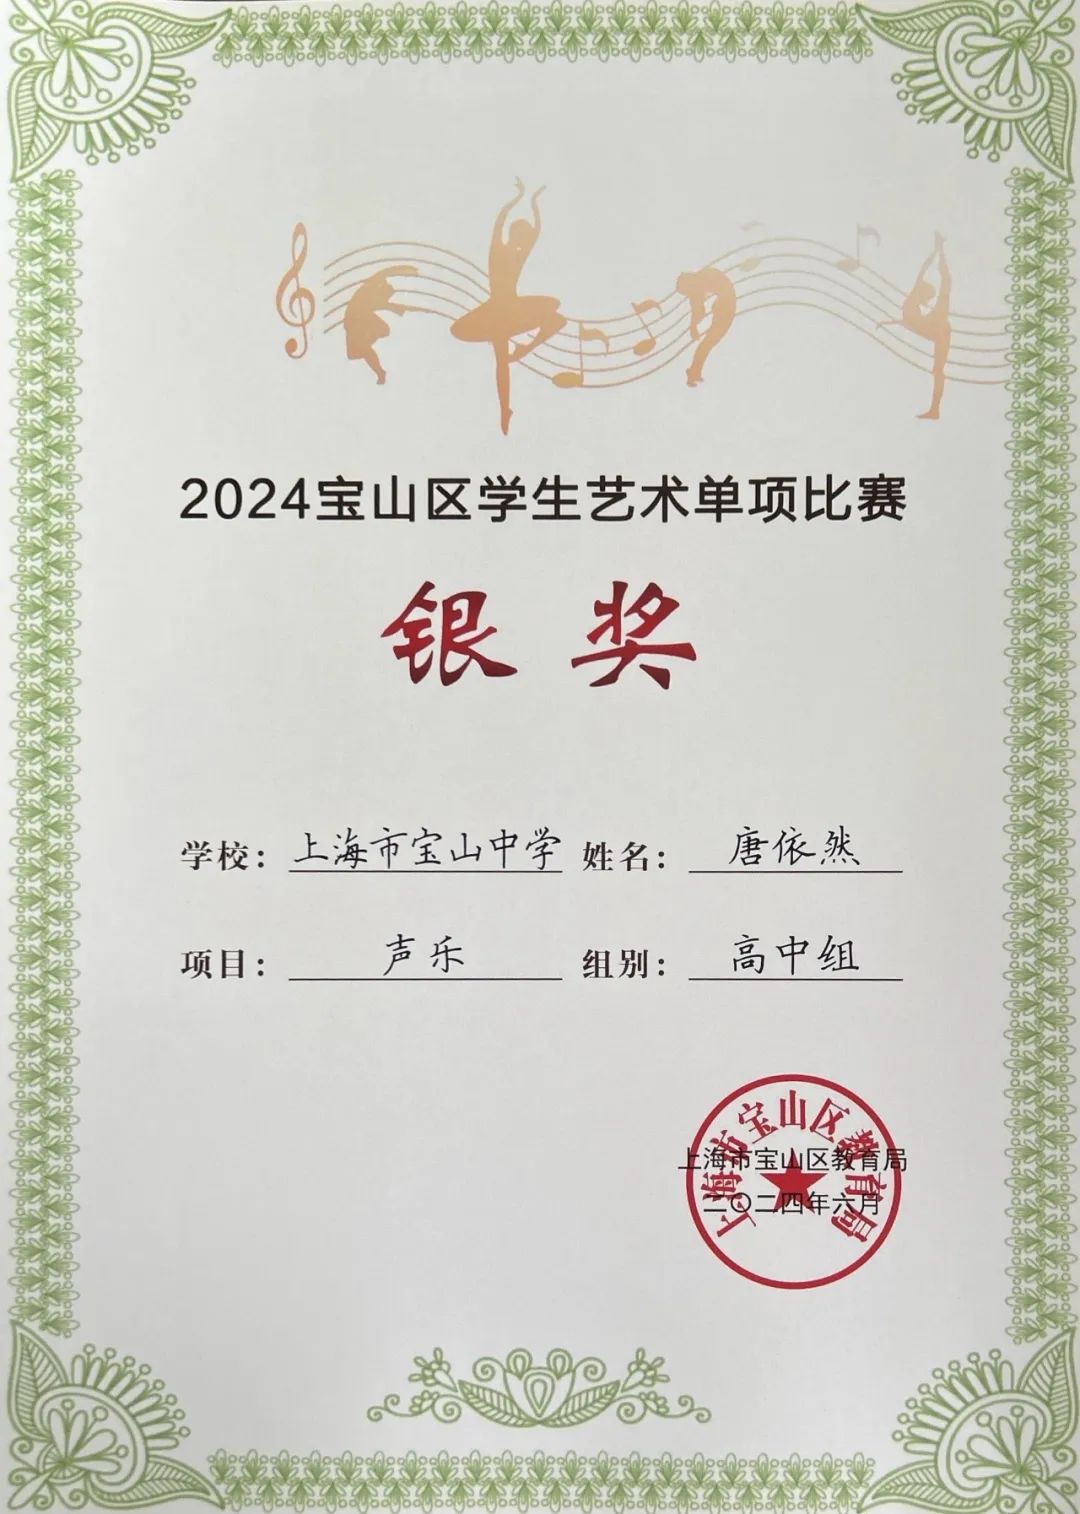 2024宝山区学生艺术单项比赛
银奖
学校：上海市宝山中学 姓名：唐依然
项目：声乐 组别：高中组
上海市宝山区教育局
上海市宝山区教育局
二〇二四年六月